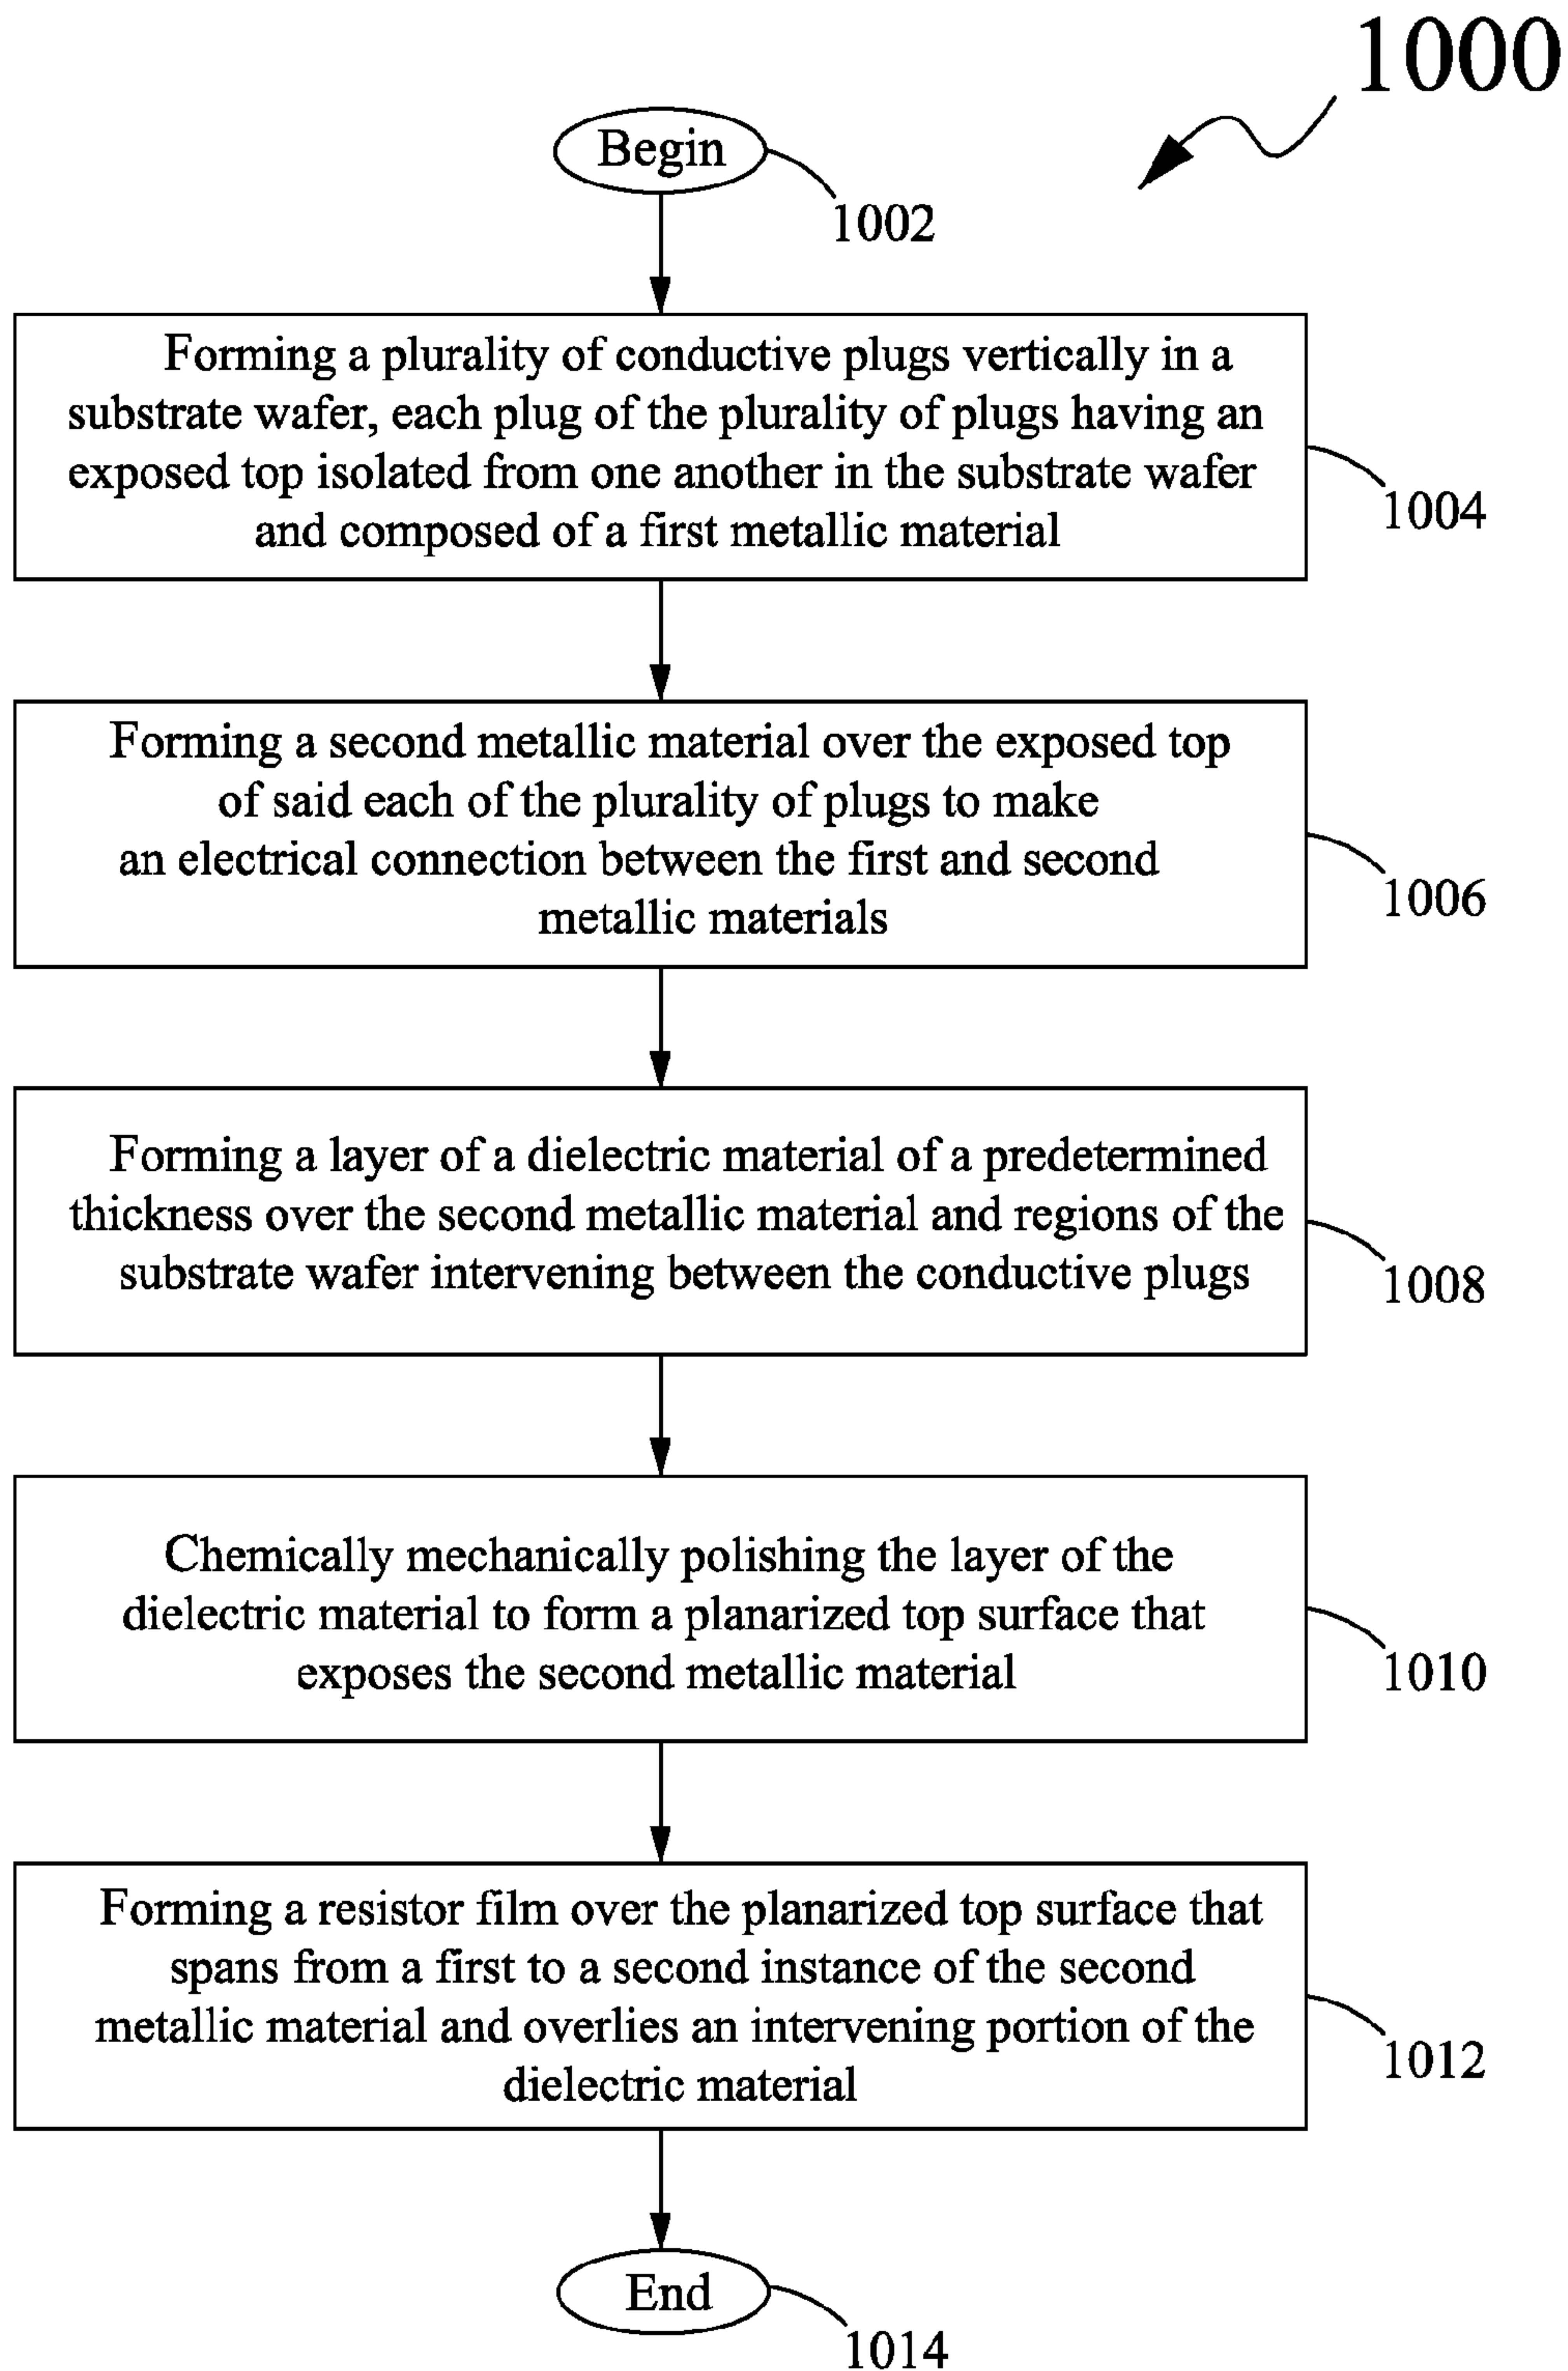 1000
Begin
1002
Forming a plurality of conductive plugs vertically in a
substrate wafer, each plug of the plurality of plugs having an
exposed top isolated from one another in the substrate wafer
and composed of a first metallic material
1004
Forming a second metallic material over the exposed top
of said each of the plurality of plugs to make
an electrical connection between the first and second
metallic materials
1006
Forming a layer of a dielectric material of a predetermined
thickness over the second metallic material and regions of the
substrate wafer intervening between the conductive plugs
1008
Chemically mechanically polishing the layer of the
dielectric material to form a planarized top surface that
exposes the second metallic material
1010
Forming a resistor film over the planarized top surface that
spans from a first to a second instance of the second
metallic material and overlies an intervening portion of the
dielectric material
1012
End
1014